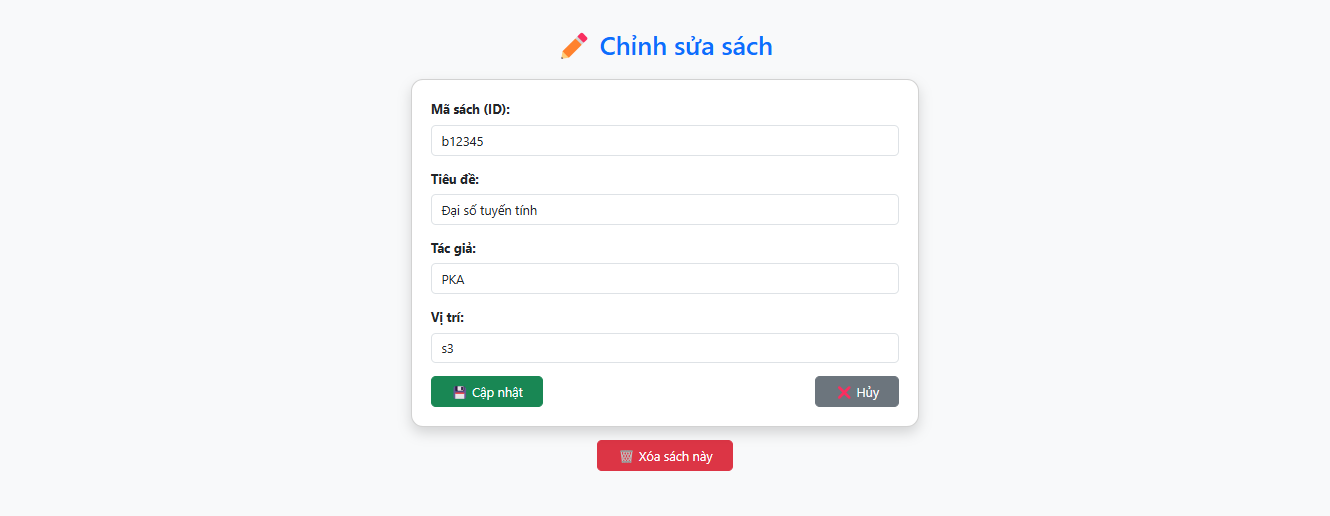 Chỉnh sửa sách
Mã sách (ID):
b12345
Tiêu đề:
Đại số tuyến tính
Tác giả:
PKA
Vị trí:
s3
Cập nhật
Hủy
Xóa sách này